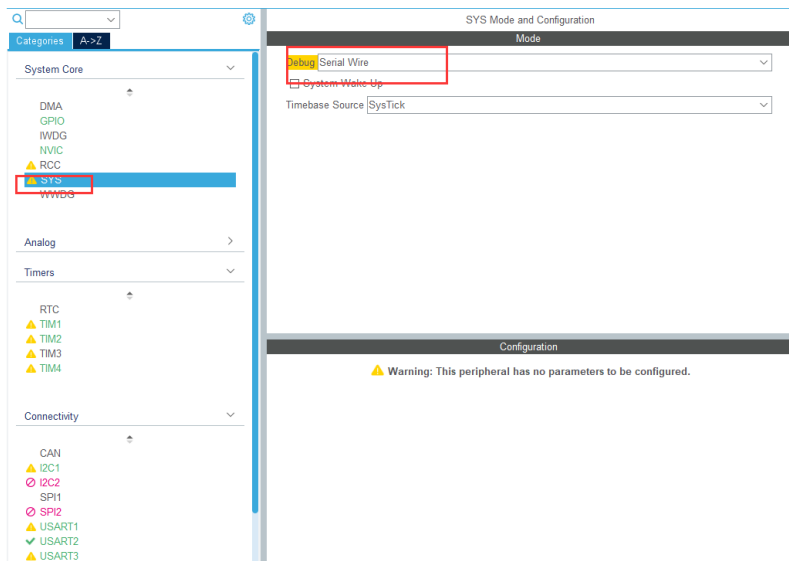 Categories
A->Z
System Core
DMA
GPIO
IWDG
NVIC
RCC
SYS
WWDG
Analog
Timers
RTC
TIM1
TIM2
TIM3
TIM4
Connectivity
CAN
I2C1
I2C2
SPI1
SPI2
USART1
USART2
USART3
SYS Mode and Configuration
Mode
Debug Serial Wire
System Wake-Up
Timebase Source SysTick
Configuration
Warning: This peripheral has no parameters to be configured.